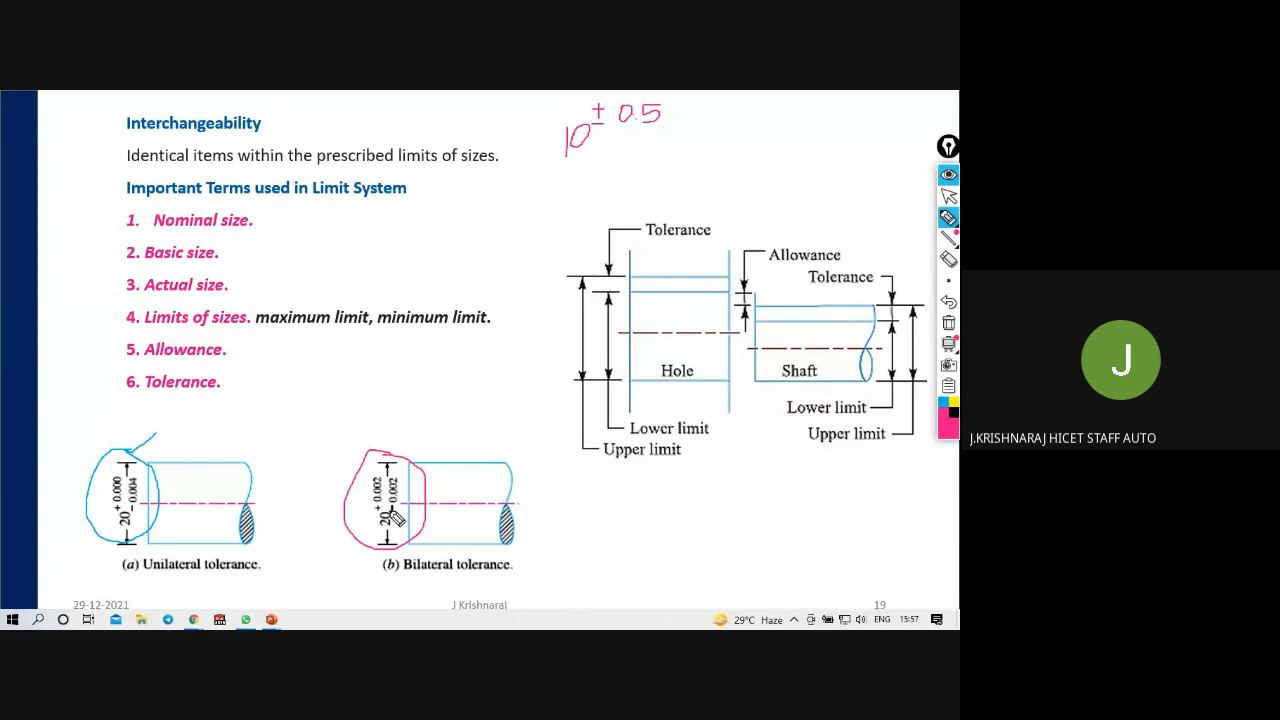 Interchangeability
10 ± 0.5
Identical items within the prescribed limits of sizes.
Important Terms used in Limit System
1. Nominal size.
2. Basic size.
3. Actual size.
4. Limits of sizes. maximum limit, minimum limit.
5. Allowance.
6. Tolerance.
Tolerance
Allowance
Tolerance
Hole
Shaft
Lower limit
Upper limit
Lower limit
Upper limit
20 +0.000 -0.004
(a) Unilateral tolerance.
20 +0.002 -0.002
(b) Bilateral tolerance.
29-12-2021
J Krishnaraj
19
J
J.KRISHNARAJ HICET STAFF AUTO
29°C Haze
ENG
15:57